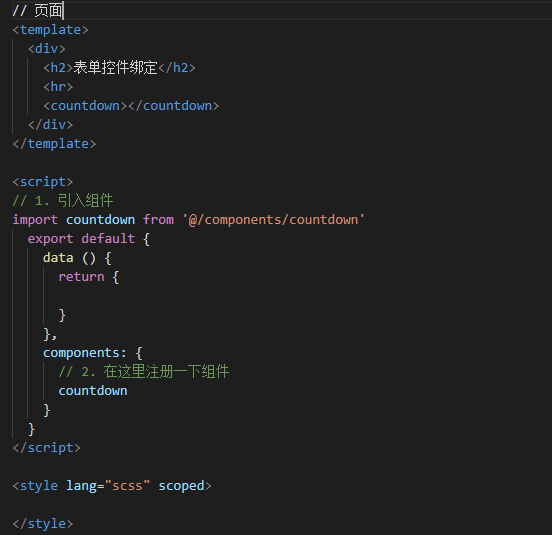 // 页面
<template>
  <div>
    <h2>表单控件绑定</h2>
    <hr>
    <countdown></countdown>
  </div>
</template>

<script>
// 1. 引入组件
import countdown from '@/components/countdown'
  export default {
    data () {
      return {

      }
    },
    components: {
      // 2. 在这里注册一下组件
      countdown
    }
  }
</script>

<style lang="scss" scoped>

</style>